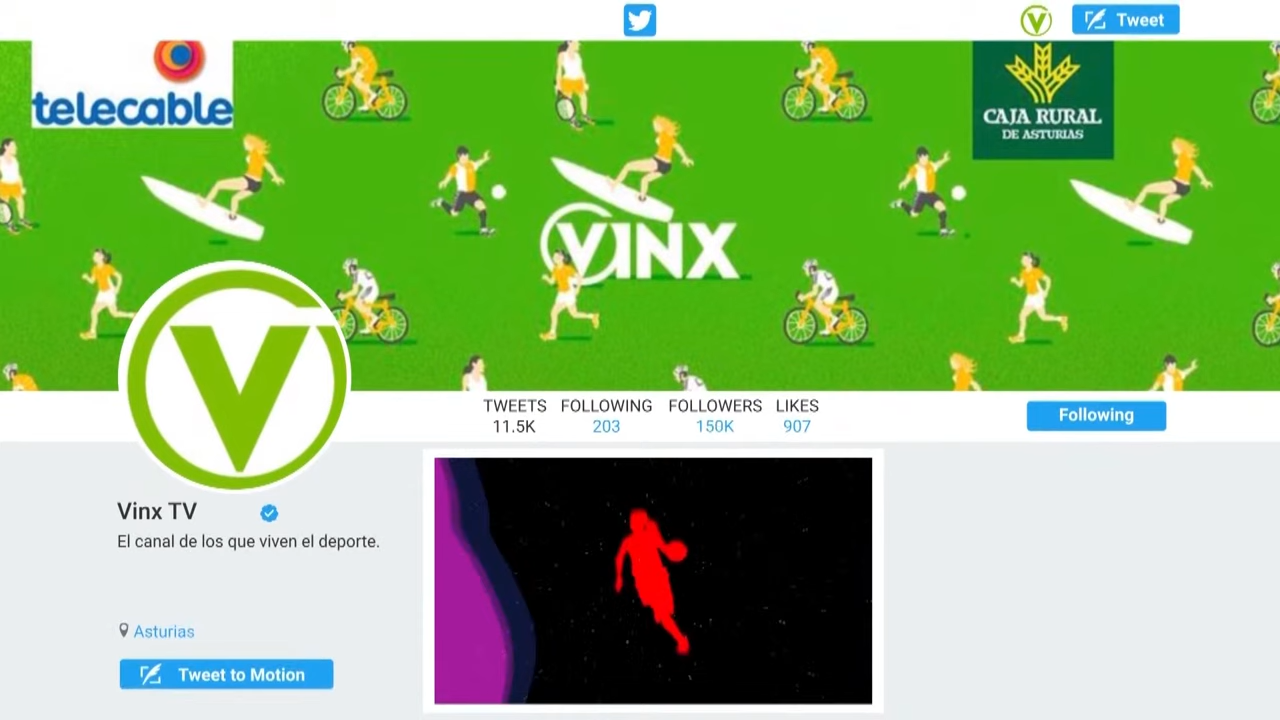 Tweet
telecable
CAJA RURAL
DE ASTURIAS
VINX
V
TWEETS FOLLOWING FOLLOWERS LIKES
11.5K 203 150K 907
Following
Vinx TV
El canal de los que viven el deporte.
Asturias
Tweet to Motion